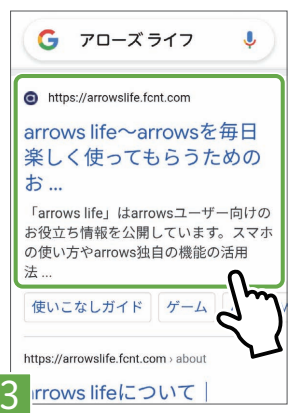 アローズ ライフ
https://arrowslife.fcnt.com
arrows life～arrowsを毎日
楽しく使ってもらうための
お ...
「arrows life」はarrowsユーザー向けの
お役立ち情報を公開しています。スマホ
の使い方やarrows独自の機能の活用
法 ...
使いこなしガイド
ゲーム
https://arrowslife.fcnt.com › about
3
arrows lifeについて |